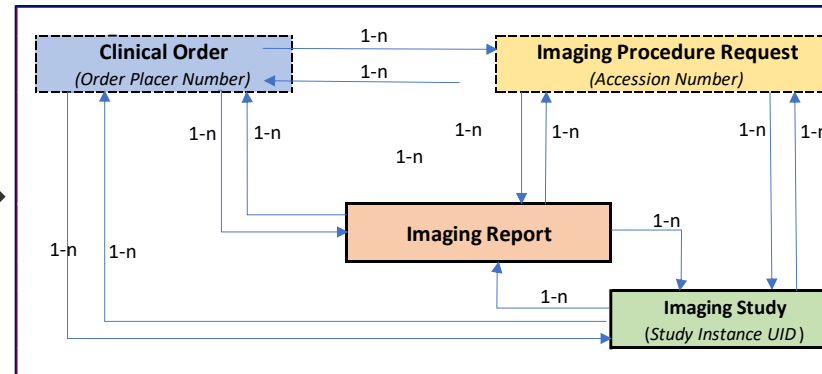 1-n
Clinical Order
(Order Placer Number)
Imaging Procedure Request
(Accession Number)
1-n
1-n
1-n
1-n
1-n
1-n
1-n
1-n
Imaging Report
1-n
1-n
1-n
1-n
Imaging Study
(Study Instance UID)